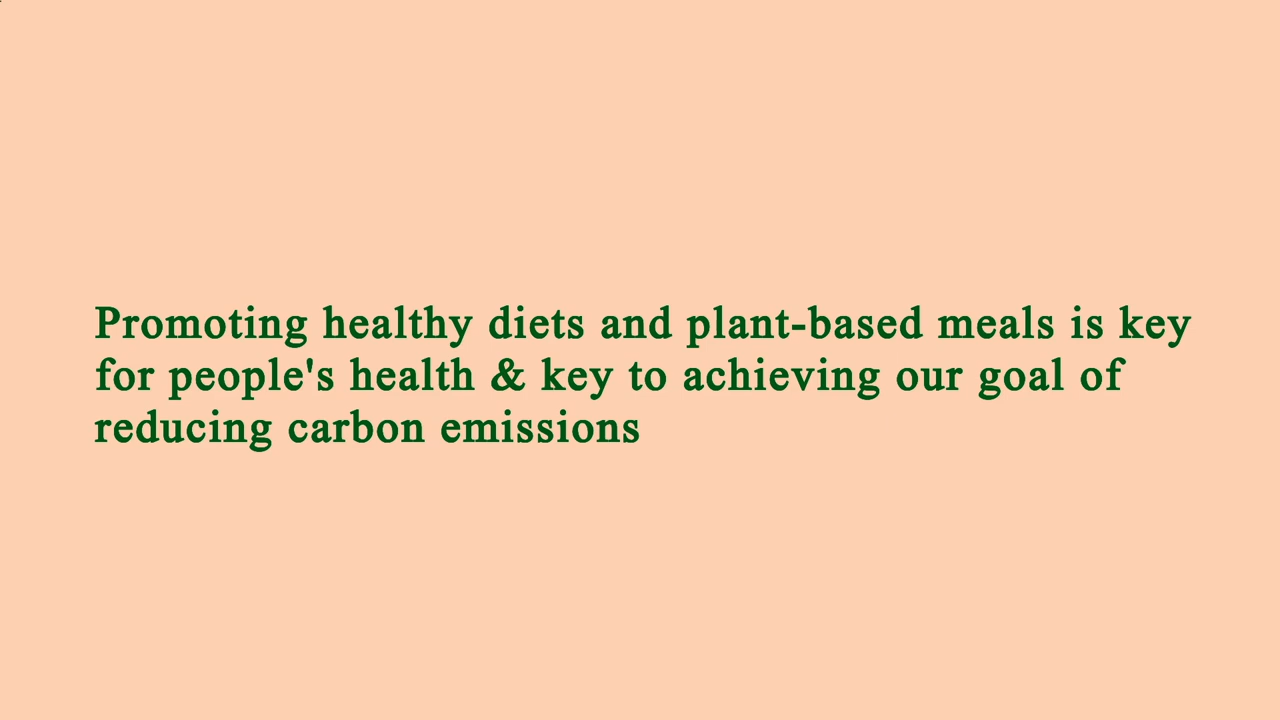 Promoting healthy diets and plant-based meals is key
for people's health & key to achieving our goal of
reducing carbon emissions